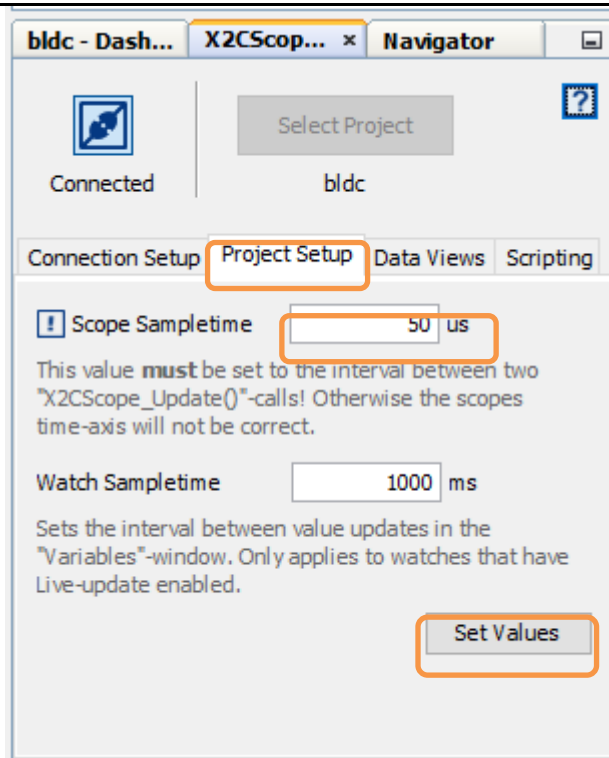 bldc - Dash...
X2CScop... ×
Navigator
Select Project
?
Connected
bldc
Connection Setup
Project Setup
Data Views
Scripting
! Scope Sampletime 50 us
This value must be set to the interval between two
"X2CScope_Update()"-calls! Otherwise the scopes
time-axis will not be correct.
Watch Sampletime 1000 ms
Sets the interval between value updates in the
"Variables"-window. Only applies to watches that have
Live-update enabled.
Set Values